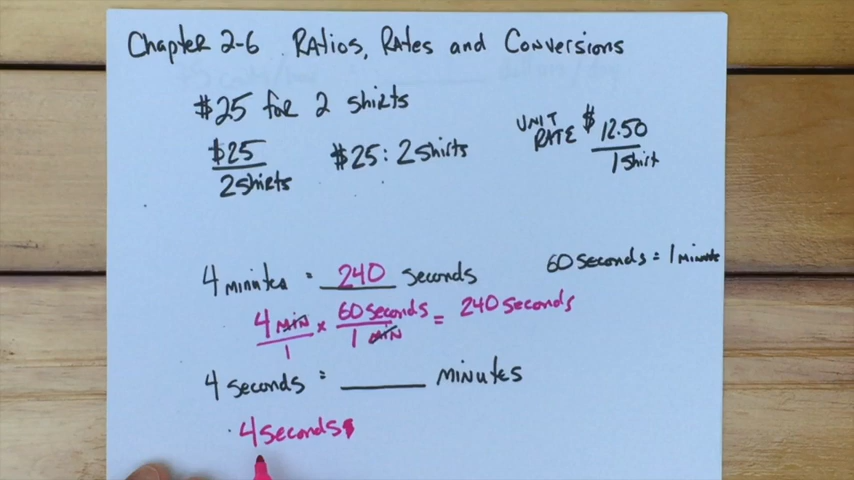 Chapter 2-6 Ratios, Rates and Conversions
$25 for 2 shirts
$25
2 shirts
$25 : 2 shirts
UNIT RATE $12.50
1 shirt
4 minutes = 240 seconds
60 seconds = 1 minute
4 MIN × 60 seconds = 240 seconds
1 1 MIN
4 seconds = ______ minutes
4 seconds